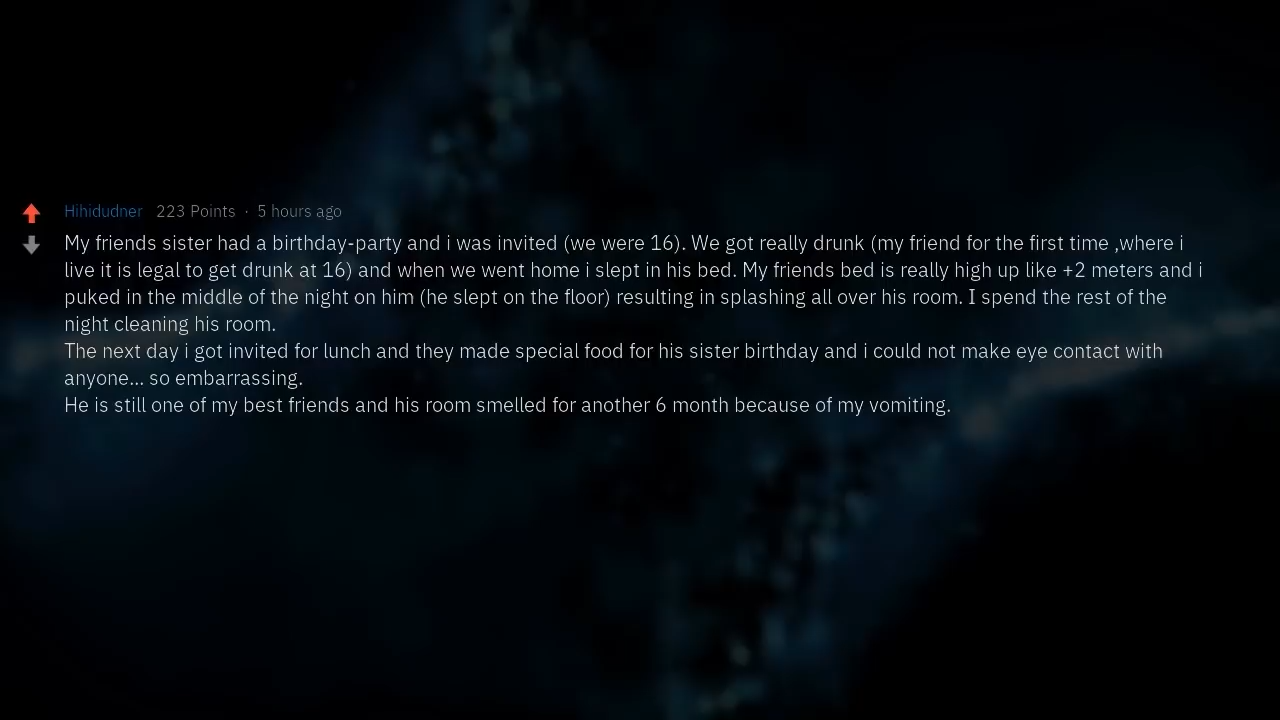 Hihidudner 223 Points · 5 hours ago
My friends sister had a birthday-party and i was invited (we were 16). We got really drunk (my friend for the first time ,where i
live it is legal to get drunk at 16) and when we went home i slept in his bed. My friends bed is really high up like +2 meters and i
puked in the middle of the night on him (he slept on the floor) resulting in splashing all over his room. I spend the rest of the
night cleaning his room.
The next day i got invited for lunch and they made special food for his sister birthday and i could not make eye contact with
anyone... so embarrassing.
He is still one of my best friends and his room smelled for another 6 month because of my vomiting.